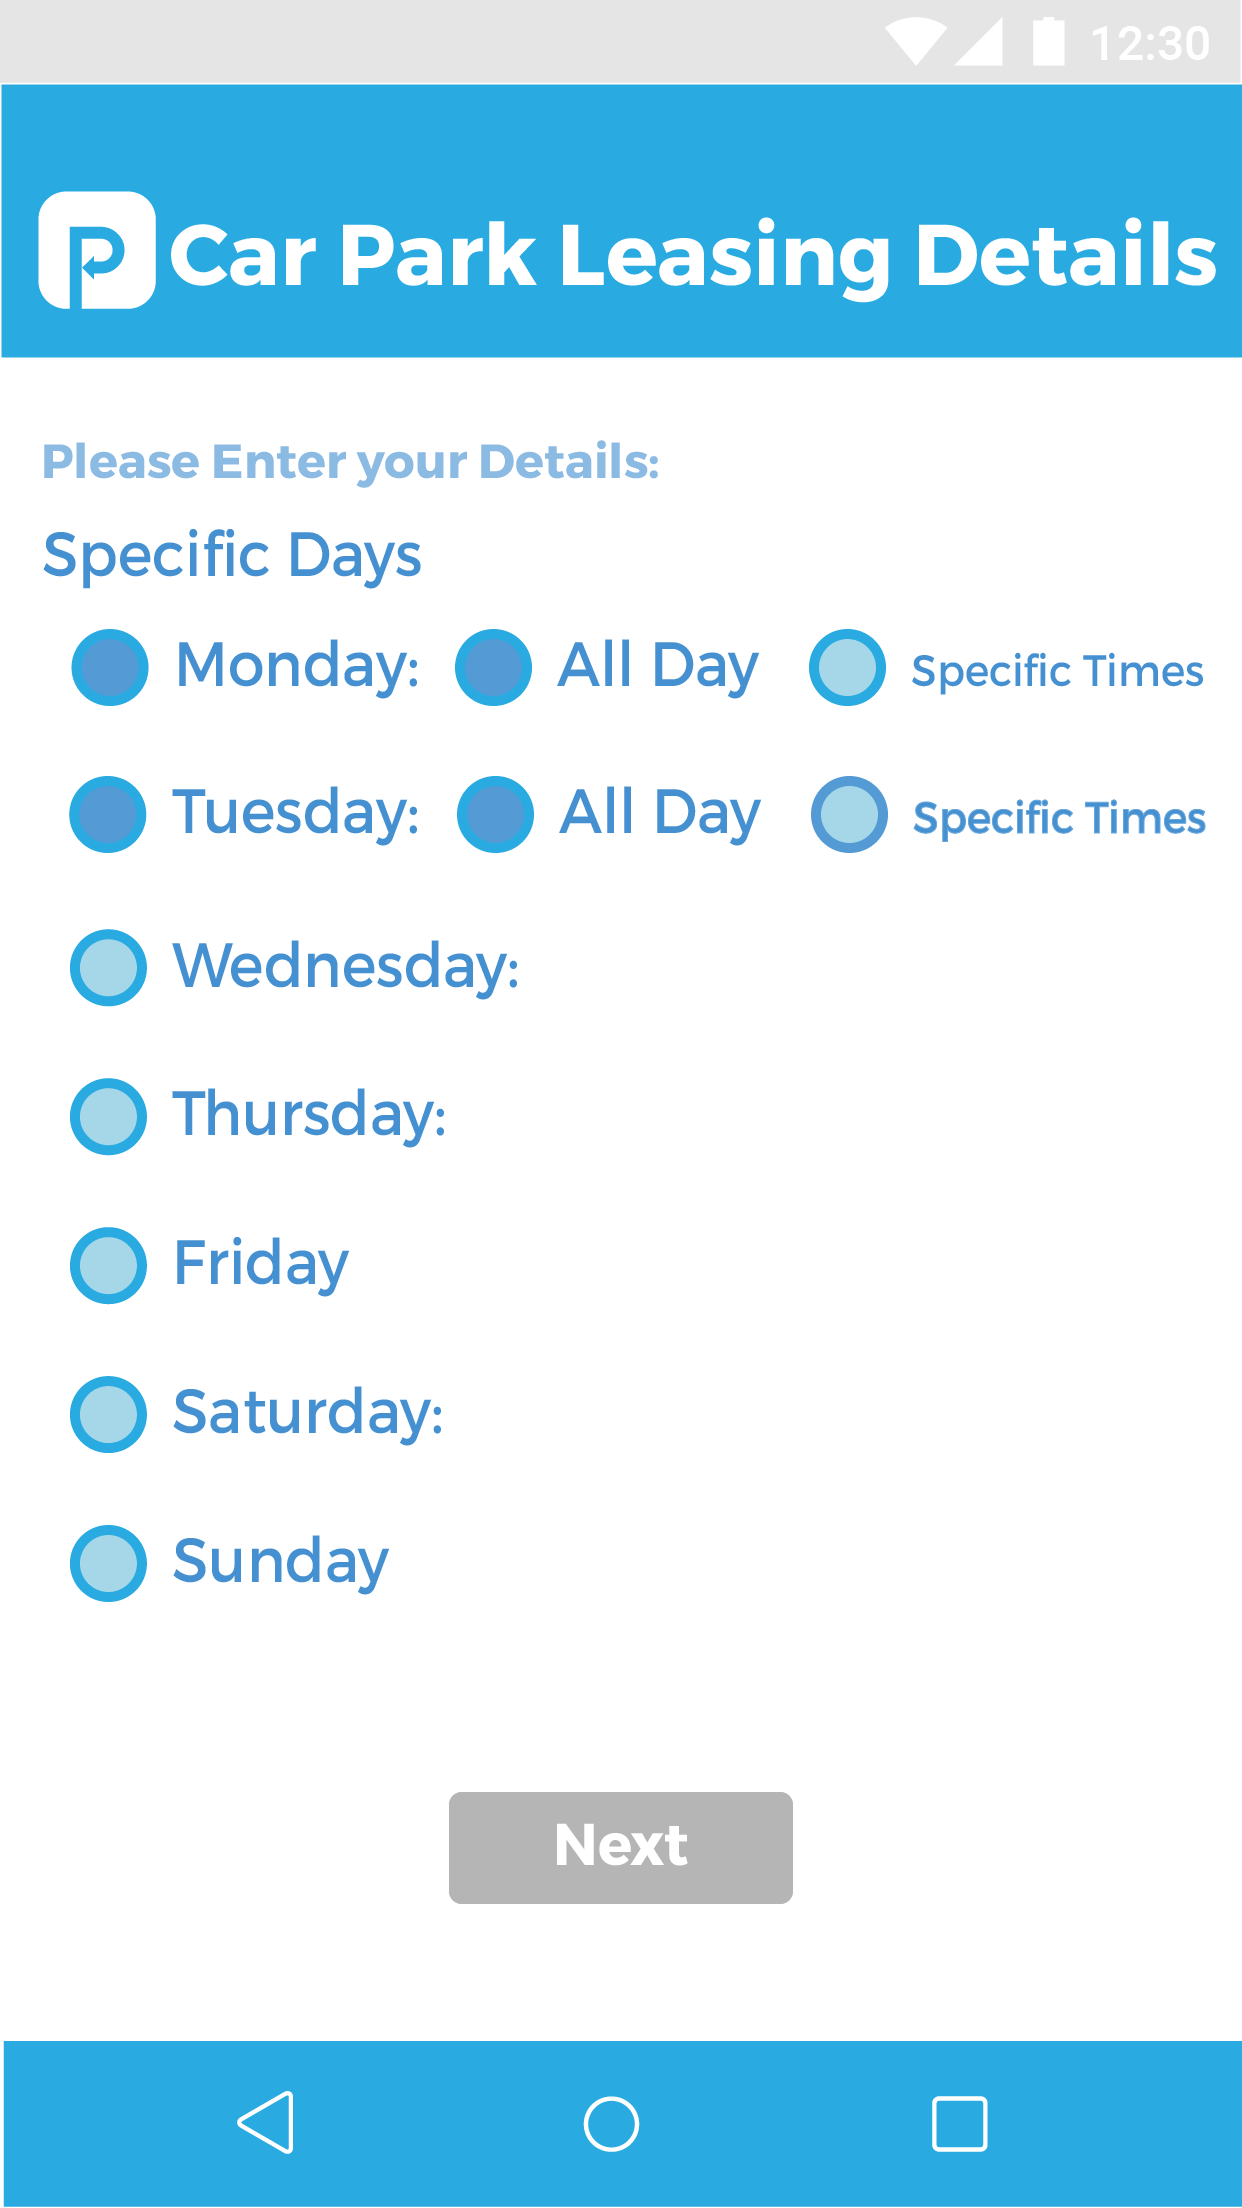 12:30
P Car Park Leasing Details
Please Enter your Details:
Specific Days
Monday: All Day Specific Times
Tuesday: All Day Specific Times
Wednesday:
Thursday:
Friday
Saturday:
Sunday
Next